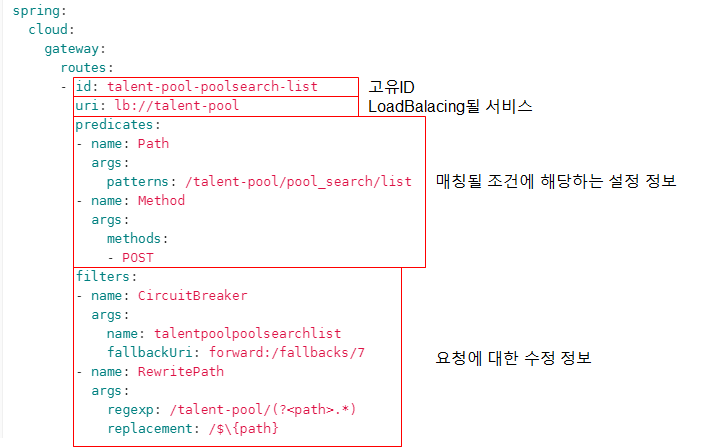 spring:
cloud:
gateway:
routes:
- id: talent-pool-poolsearch-list 고유ID
uri: lb://talent-pool LoadBalacing될 서비스
predicates:
- name: Path
args:
patterns: /talent-pool/pool_search/list 매칭될 조건에 해당하는 설정 정보
- name: Method
args:
methods:
- POST
filters:
- name: CircuitBreaker
args:
name: talentpoolpoolsearchlist
fallbackUri: forward:/fallbacks/7 요청에 대한 수정 정보
- name: RewritePath
args:
regexp: /talent-pool/(?<path>.*)
replacement: /$\{path}